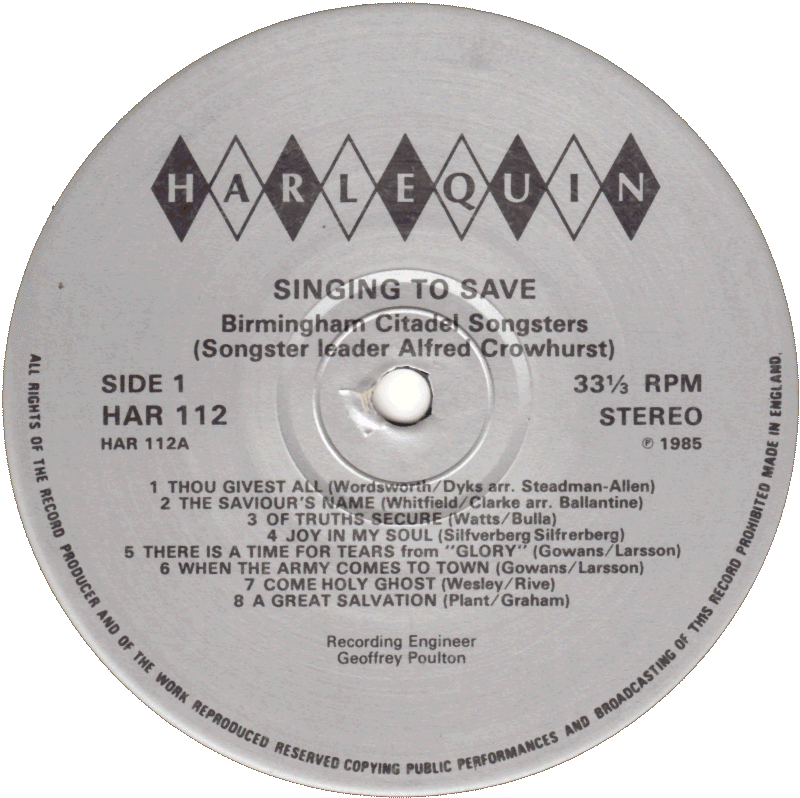 HARLEQUIN
SINGING TO SAVE
Birmingham Citadel Songsters
(Songster leader Alfred Crowhurst)
SIDE 1
33⅓ RPM
HAR 112
STEREO
HAR 112A
℗ 1985
1 THOU GIVEST ALL (Wordsworth/Dyks arr. Steadman-Allen)
2 THE SAVIOUR'S NAME (Whitfield/Clarke arr. Ballantine)
3 OF TRUTHS SECURE (Watts/Bulla)
4 JOY IN MY SOUL (Silfverberg Silfrerberg)
5 THERE IS A TIME FOR TEARS from "GLORY" (Gowans/Larsson)
6 WHEN THE ARMY COMES TO TOWN (Gowans/Larsson)
7 COME HOLY GHOST (Wesley/Rive)
8 A GREAT SALVATION (Plant/Graham)
Recording Engineer
Geoffrey Poulton
ALL RIGHTS OF THE RECORD PRODUCER AND OF THE WORK REPRODUCED RESERVED COPYING PUBLIC PERFORMANCES AND BROADCASTING OF THIS RECORD PROHIBITED MADE IN ENGLAND.